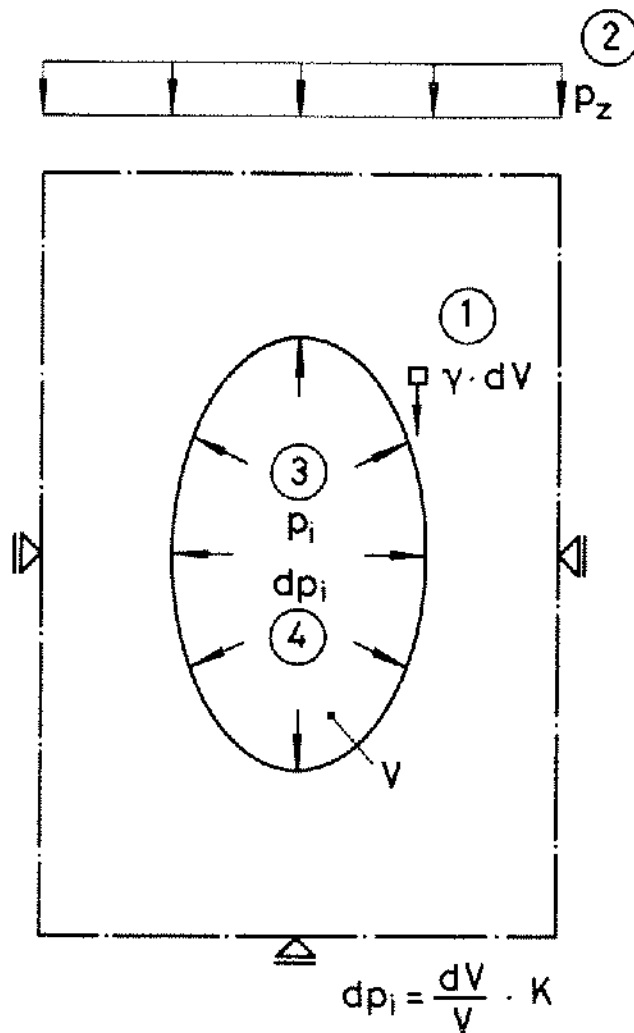 2
p_z
1
γ · dV
3
p_i
dp_i
4
V
dp_i = dV/V · K